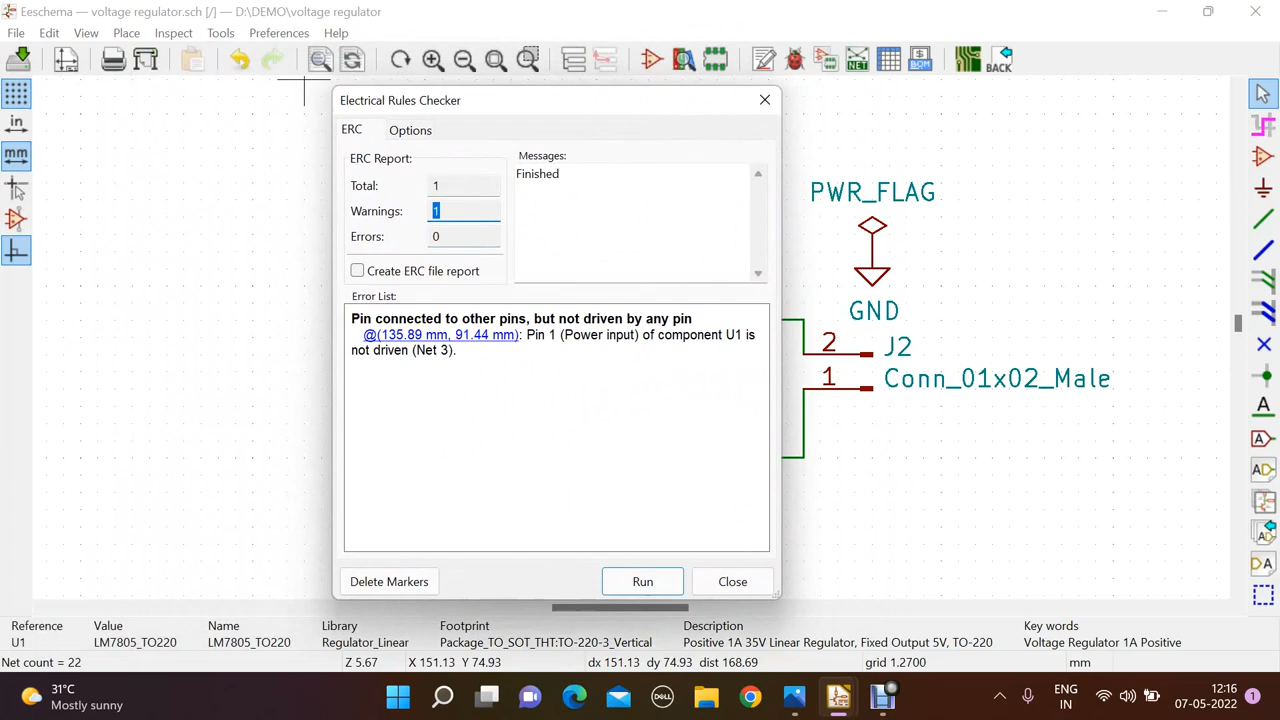 Eeschema — voltage regulator.sch [/] — D:\DEMO\voltage regulator
File Edit View Place Inspect Tools Preferences Help
NET BOM BACK
Electrical Rules Checker
ERC Options
ERC Report:
Messages:
Total: 1
Finished
Warnings: 1
Errors: 0
Create ERC file report
Error List:
Pin connected to other pins, but not driven by any pin
@(135.89 mm, 91.44 mm): Pin 1 (Power input) of component U1 is
not driven (Net 3).
Delete Markers Run Close
in
mm
PWR_FLAG
GND
2 J2
1 Conn_01x02_Male
A
A
AD
AD
DA
Reference Value Name Library Footprint Description Key words
U1 LM7805_TO220 LM7805_TO220 Regulator_Linear Package_TO_SOT_THT:TO-220-3_Vertical Positive 1A 35V Linear Regulator, Fixed Output 5V, TO-220 Voltage Regulator 1A Positive
Net count = 22 Z 5.67 X 151.13 Y 74.93 dx 151.13 dy 74.93 dist 168.69 grid 1.2700 mm
31°C
Mostly sunny
DELL
ENG
IN
12:16
07-05-2022
1